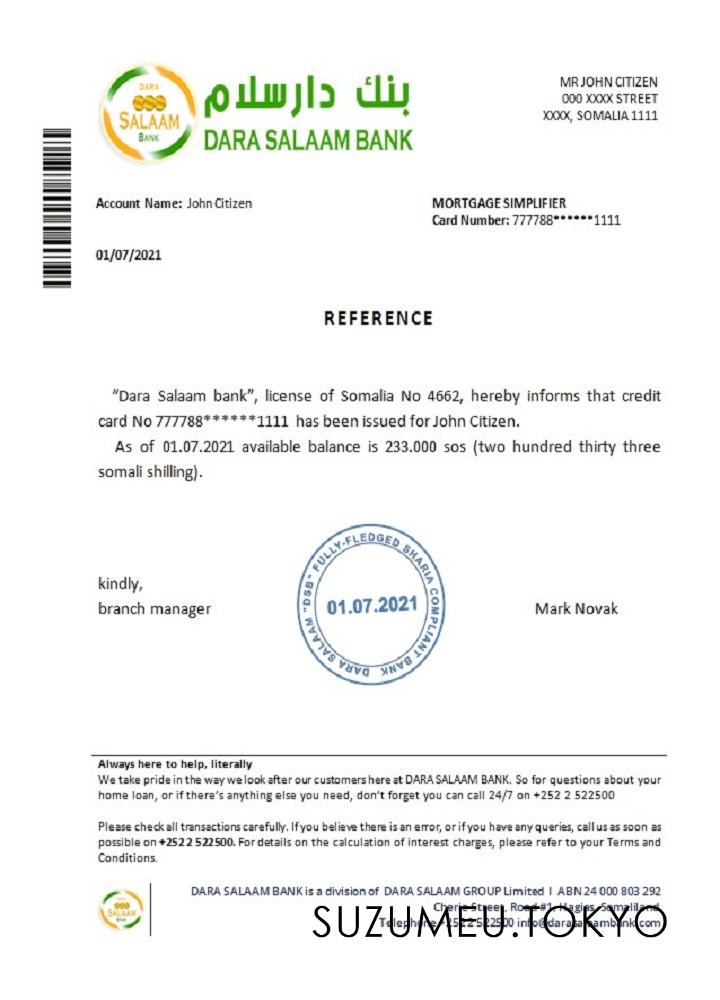 DARA
SALAAM
BANK
بنك دارسلام
DARA SALAAM BANK
MR JOHN CITIZEN
000 XXXX STREET
XXXX, SOMALIA 1111
Account Name: John Citizen
MORTGAGE SIMPLIFIER
Card Number: 777788******1111
01/07/2021
REFERENCE
“Dara Salaam bank”, license of Somalia No 4662, hereby informs that credit
card No 777788******1111 has been issued for John Citizen.
As of 01.07.2021 available balance is 233.000 sos (two hundred thirty three
somali shilling).
DARA SALAAM "DSB" FULLY-FLEDGED SKARIA COMPLIANT BANK
01.07.2021
kindly,
branch manager
Mark Novak
Always here to help, literally
We take pride in the way we look after our customers here at DARA SALAAM BANK. So for questions about your
home loan, or if there’s anything else you need, don’t forget you can call 24/7 on +252 2 522500
Please check all transactions carefully. If you believe there is an error, or if you have any queries, call us as soon as
possible on +252 2 522500. For details on the calculation of interest charges, please refer to your Terms and
Conditions.
DARA
SALAAM
BANK
DARA SALAAM BANK is a division of DARA SALAAM GROUP Limited I ABN 24 000 803 292
Cherie Street, Road #1, Hagios, Somaliland
Telephone +252 2 522500 info@darasalaambank.com
SUZUMEU.TOKYO